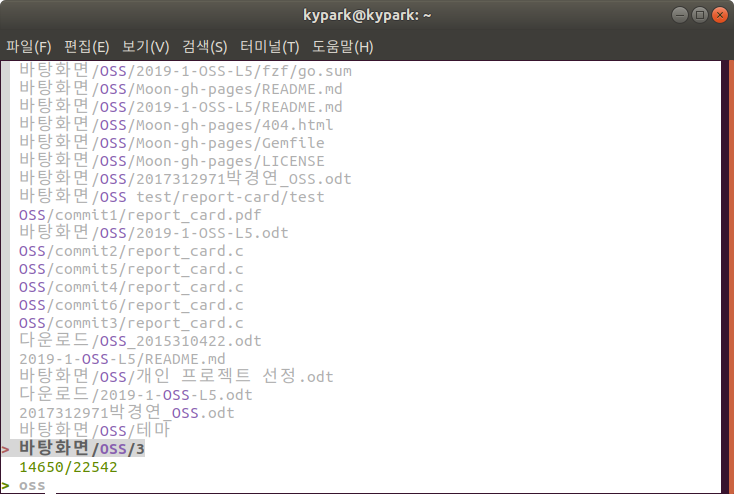 kypark@kypark: ~
파일(F) 편집(E) 보기(V) 검색(S) 터미널(T) 도움말(H)
바탕화면/OSS/2019-1-OSS-L5/fzf/go.sum
바탕화면/OSS/Moon-gh-pages/README.md
바탕화면/OSS/2019-1-OSS-L5/README.md
바탕화면/OSS/Moon-gh-pages/404.html
바탕화면/OSS/Moon-gh-pages/Gemfile
바탕화면/OSS/Moon-gh-pages/LICENSE
바탕화면/OSS/2017312971박경연_OSS.odt
바탕화면/OSS test/report-card/test
OSS/commit1/report_card.pdf
바탕화면/OSS/2019-1-OSS-L5.odt
OSS/commit2/report_card.c
OSS/commit5/report_card.c
OSS/commit4/report_card.c
OSS/commit6/report_card.c
OSS/commit3/report_card.c
다운로드/OSS_2015310422.odt
2019-1-OSS-L5/README.md
바탕화면/OSS/개인 프로젝트 선정.odt
다운로드/2019-1-OSS-L5.odt
2017312971박경연_OSS.odt
바탕화면/OSS/테마
> 바탕화면/OSS/3
14650/22542
> oss